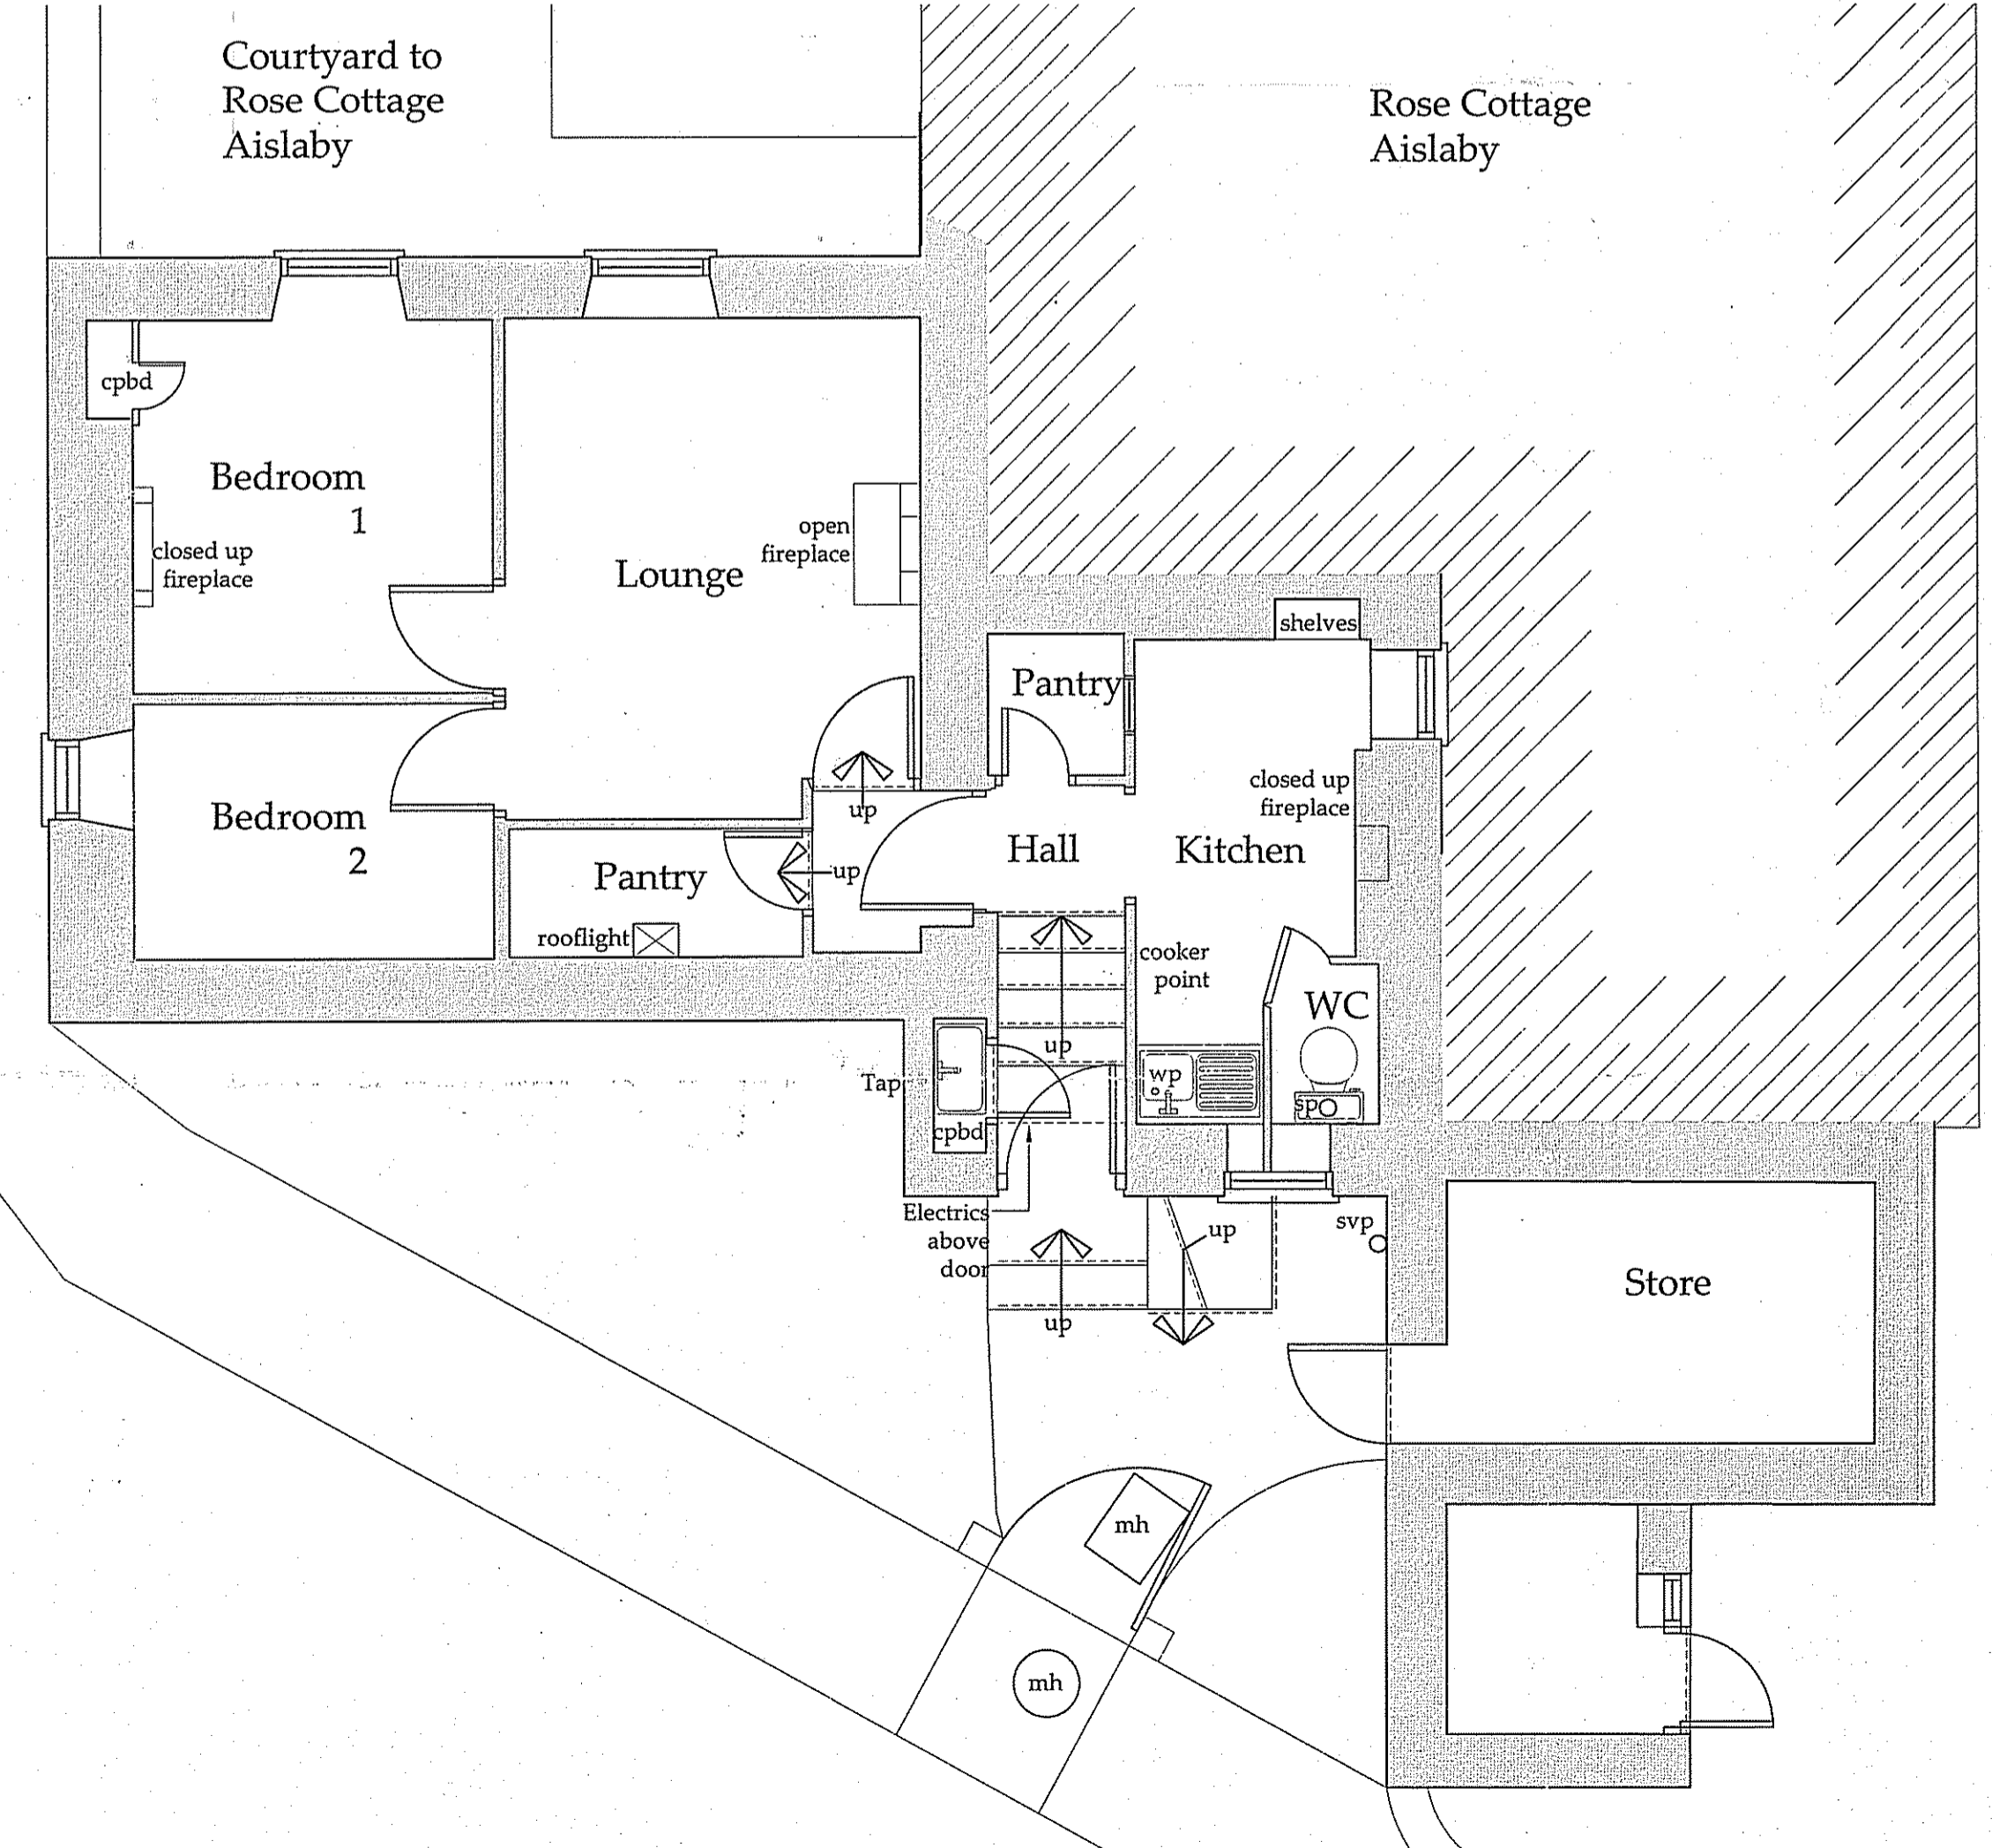 Courtyard to
Rose Cottage
Aislaby
Rose Cottage
Aislaby
cpbd
Bedroom
1
closed up
fireplace
Lounge
open
fireplace
shelves
Pantry
closed up
fireplace
up
Hall
Kitchen
Bedroom
2
Pantry
up
rooflight
cooker
point
WC
up
wp
Tap
spO
cpbd
Electrics
above
door
up
svp
up
Store
mh
mh